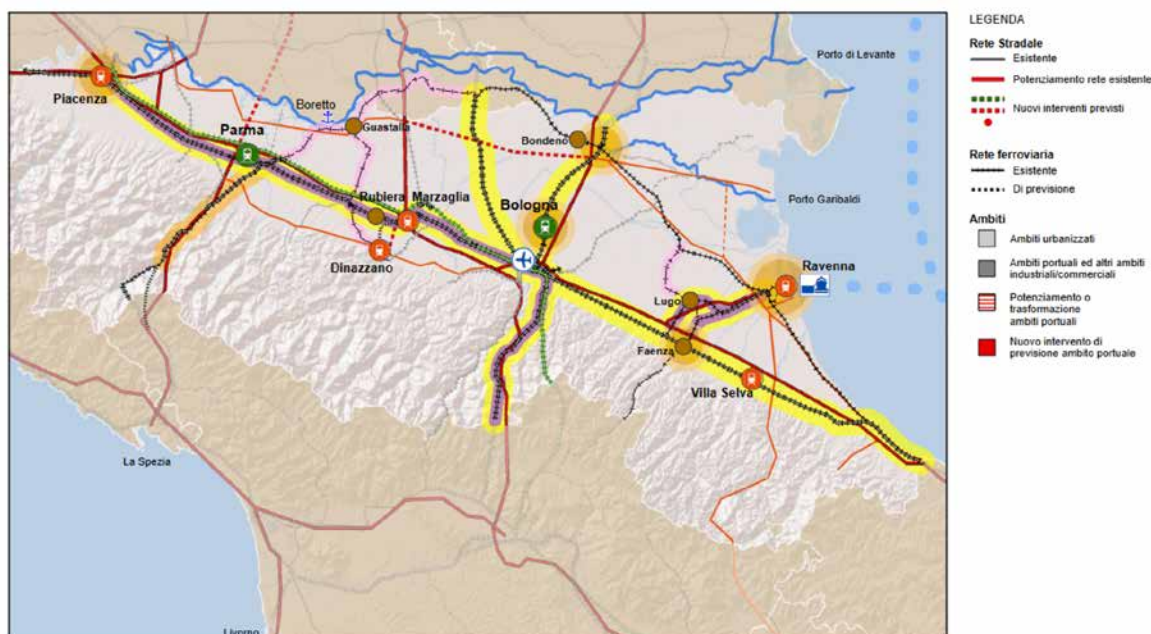 Porto di Levante
Piacenza
Boretto
Parma
Guastalla
Bondeno
Rubiera
Marzaglia
Bologna
Porto Garibaldi
Dinazzano
Ravenna
Lugo
Faenza
Villa Selva
La Spezia
Livorno
LEGENDA
Rete Stradale
Esistente
Potenziamento rete esistente
Nuovi interventi previsti
Rete ferroviaria
Esistente
Di previsione
Ambiti
Ambiti urbanizzati
Ambiti portuali ed altri ambiti
industriali/commerciali
Potenziamento o
trasformazione
ambiti portuali
Nuovo intervento di
previsione ambito portuale